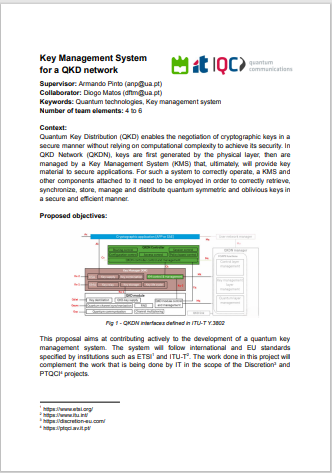 Key Management System
for a QKD network
it IQC) quantum
communications
Supervisor: Armando Pinto (anp@ua.pt)
Collaborator: Diogo Matos (dftm@ua.pt)
Keywords: Quantum technologies, Key management system
Number of team elements: 4 to 6
Context:
Quantum Key Distribution (QKD) enables the negotiation of cryptographic keys in a
secure manner without relying on computational complexity to achieve its security. In
QKD Network (QKDN), keys are first generated by the physical layer, then are
managed by a Key Management System (KMS) that, ultimately, will provide key
material to secure applications. For such a system to correctly operate, a KMS and
other components attached to it need to be employed in order to correctly retrieve,
synchronize, store, manage and distribute quantum symmetric and oblivious keys in
a secure and efficient manner.
Proposed objectives:
QKDN Controller
QKD module
Fig 1 - QKDN interfaces defined in ITU-T Y.3802
This proposal aims at contributing actively to the development of a quantum key
management system. The system will follow international and EU standards
specified by institutions such as ETSI¹ and ITU-T². The work done in this project will
complement the work that is being done by IT in the scope of the Discretion³ and
PTQCI⁴ projects.
¹ https://www.etsi.org/
² https://www.itu.int/
³ https://discretion-eu.com/
⁴ https://ptqci.av.it.pt/